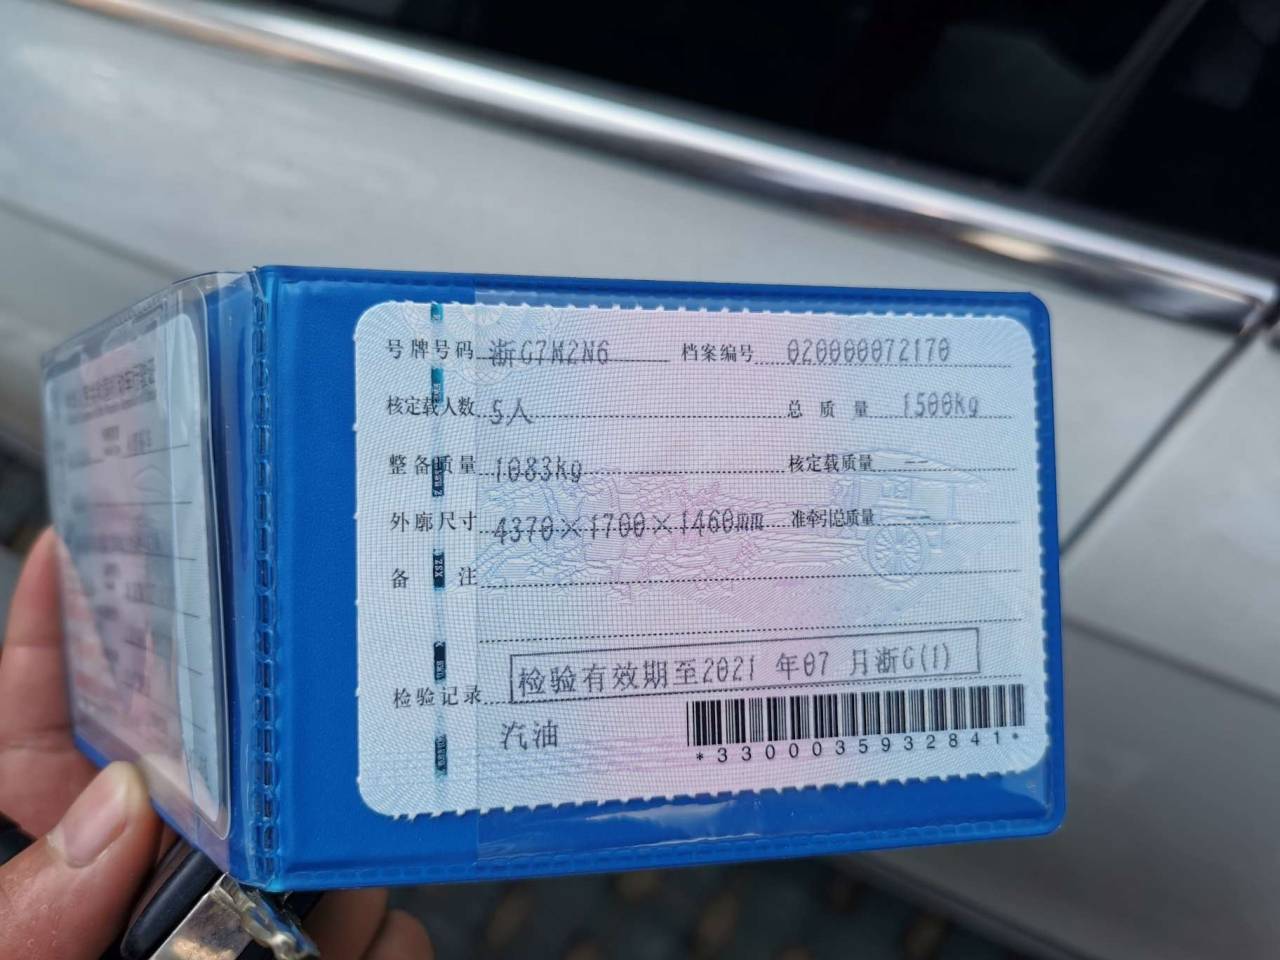 号牌号码 浙G7M2N6 档案编号 020000072170
核定载人数 5人 总质量 1500kg
整备质量 1083kg 核定载质量 --
外廓尺寸 4370×1700×1460mm 准牵引总质量 --
备注
检验记录 检验有效期至2021年07月浙G(1)
汽油
*3300035932841*